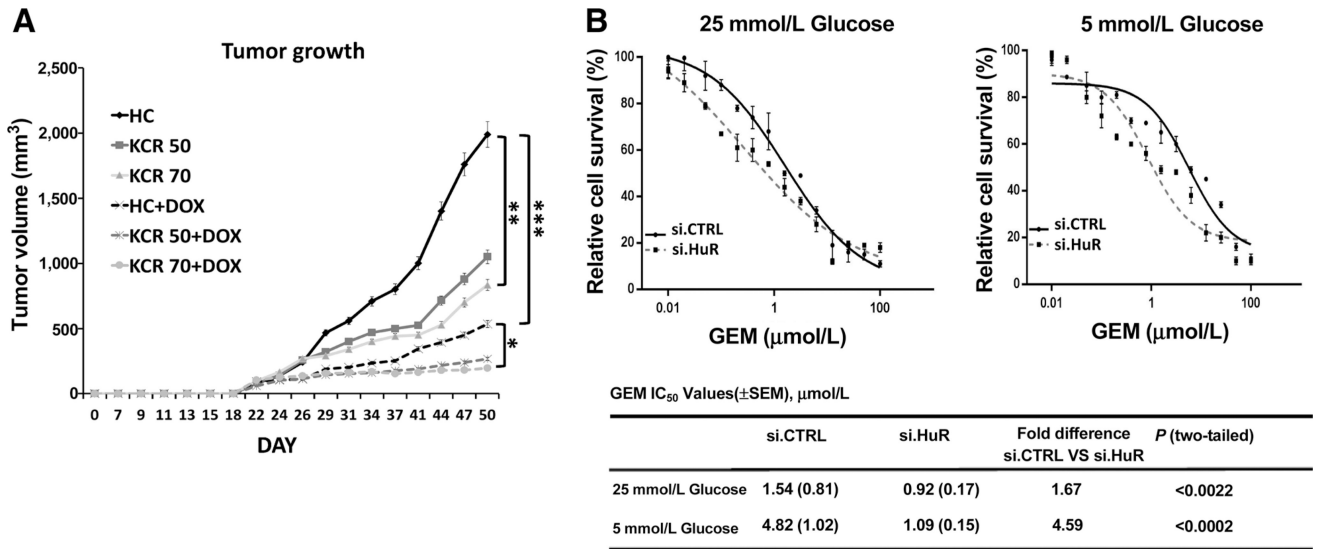 A
Tumor growth
Tumor volume (mm³)
2,500
2,000
1,500
1,000
500
0
HC
KCR 50
KCR 70
HC+DOX
KCR 50+DOX
KCR 70+DOX
**
***
*
0 7 9 11 13 15 18 22 24 26 29 31 34 37 41 44 47 50
DAY
B
25 mmol/L Glucose
Relative cell survival (%)
100
80
60
40
20
0
si.CTRL
si.HuR
0.01 1 100
GEM (μmol/L)
5 mmol/L Glucose
Relative cell survival (%)
100
80
60
40
20
0
si.CTRL
si.HuR
0.01 1 100
GEM (μmol/L)
GEM IC₅₀ Values(±SEM), μmol/L
si.CTRL si.HuR Fold difference P (two-tailed)
si.CTRL VS si.HuR
25 mmol/L Glucose 1.54 (0.81) 0.92 (0.17) 1.67 <0.0022
5 mmol/L Glucose 4.82 (1.02) 1.09 (0.15) 4.59 <0.0002